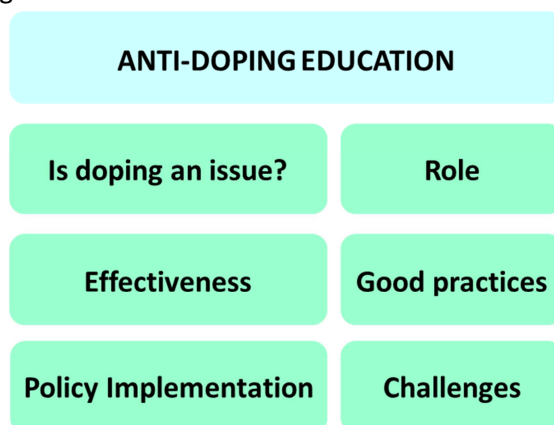 ANTI-DOPING EDUCATION
Is doping an issue?
Role
Effectiveness
Good practices
Policy Implementation
Challenges